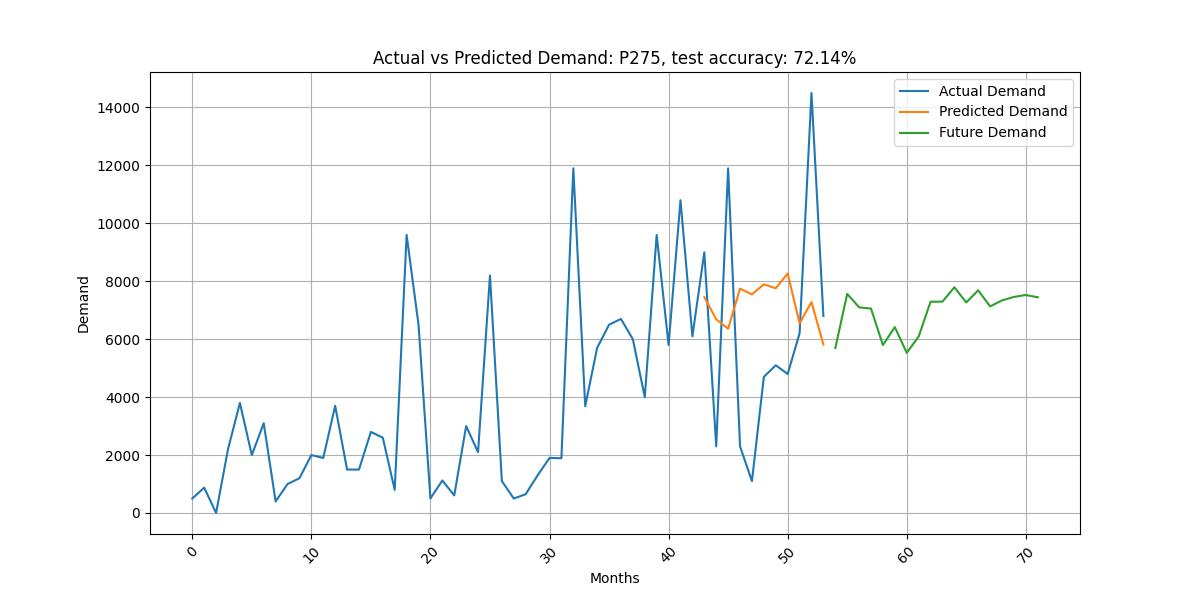 Actual vs Predicted Demand: P275, test accuracy: 72.14%
Actual Demand
Predicted Demand
Future Demand
Demand
14000
12000
10000
8000
6000
4000
2000
0
0 10 20 30 40 50 60 70
Months